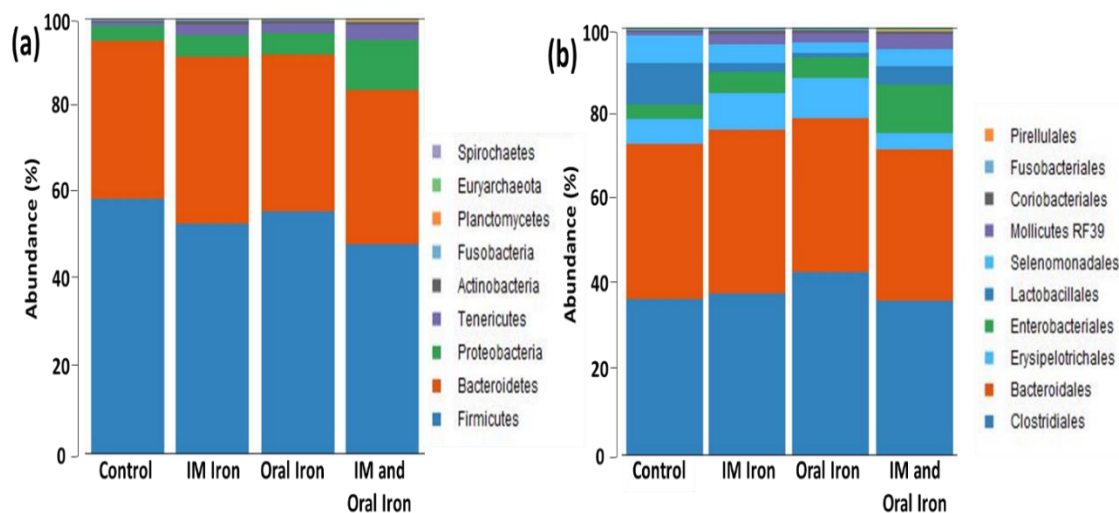 (a)
Abundance (%)
100
80
60
40
20
0
Control
IM Iron
Oral Iron
IM and
Oral Iron
Spirochaetes
Euryarchaeota
Planctomycetes
Fusobacteria
Actinobacteria
Tenericutes
Proteobacteria
Bacteroidetes
Firmicutes
(b)
Abundance (%)
100
80
60
40
20
0
Control
IM Iron
Oral Iron
IM and
Oral Iron
Pirellulales
Fusobacteriales
Coriobacteriales
Mollicutes RF39
Selenomonadales
Lactobacillales
Enterobacteriales
Erysipelotrichales
Bacteroidales
Clostridiales